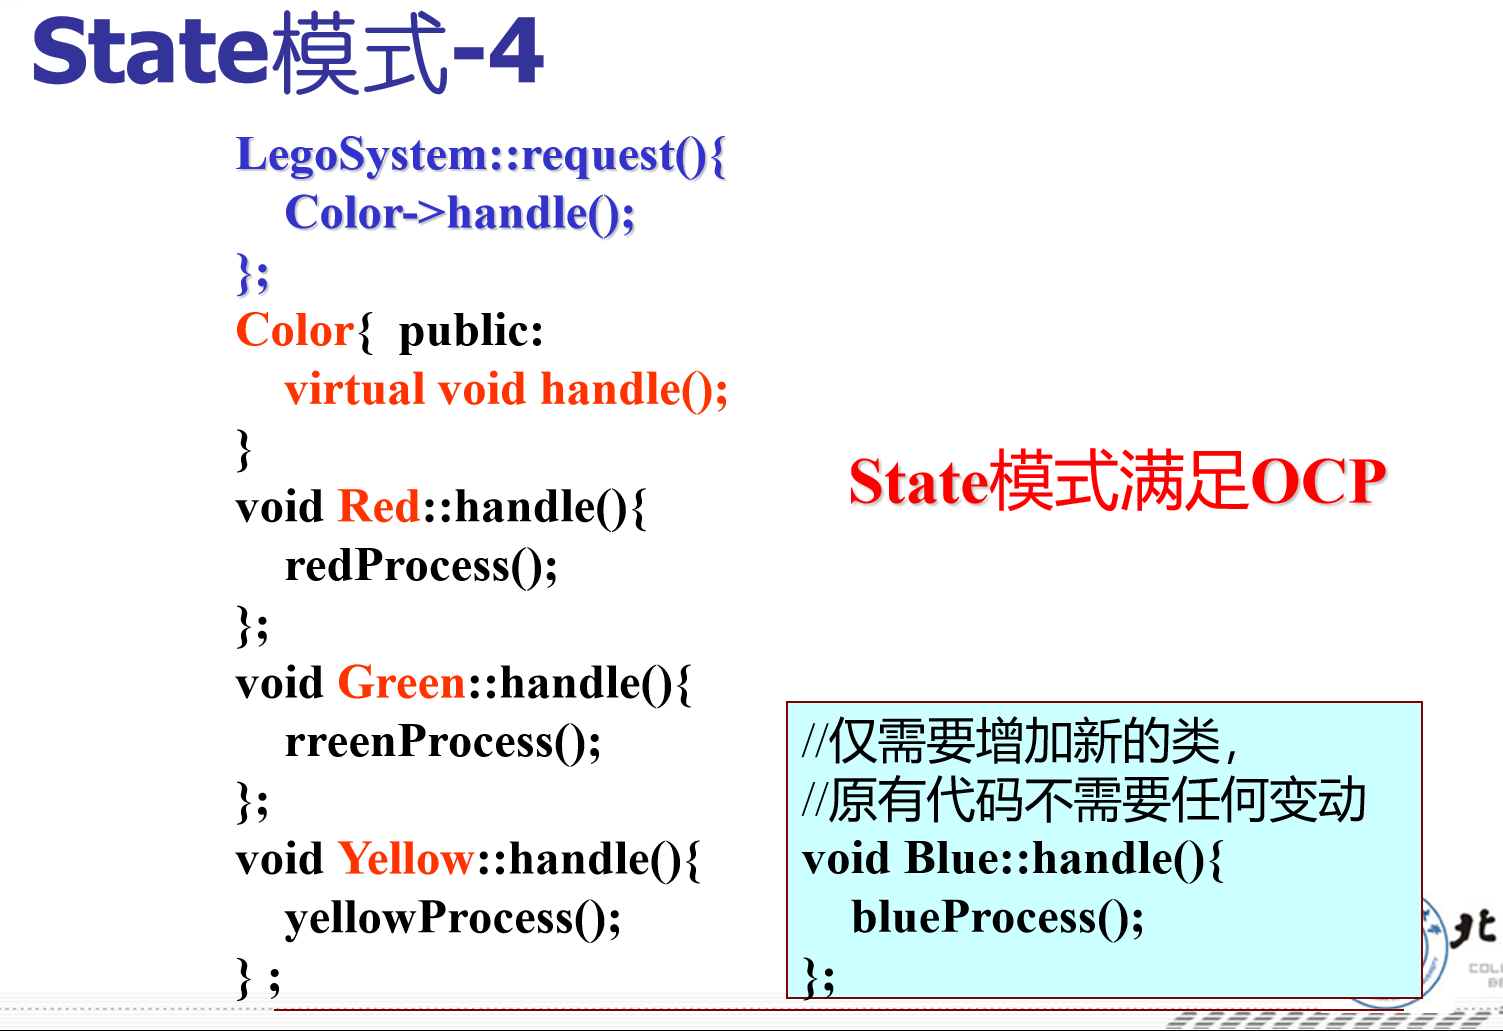 State模式-4
LegoSystem::request(){
Color->handle();
};
Color{ public:
virtual void handle();
}
void Red::handle(){
redProcess();
};
void Green::handle(){
rreenProcess();
};
void Yellow::handle(){
yellowProcess();
} ;
State模式满足OCP
//仅需要增加新的类，
//原有代码不需要任何变动
void Blue::handle(){
blueProcess();
};
北
COLL
BE